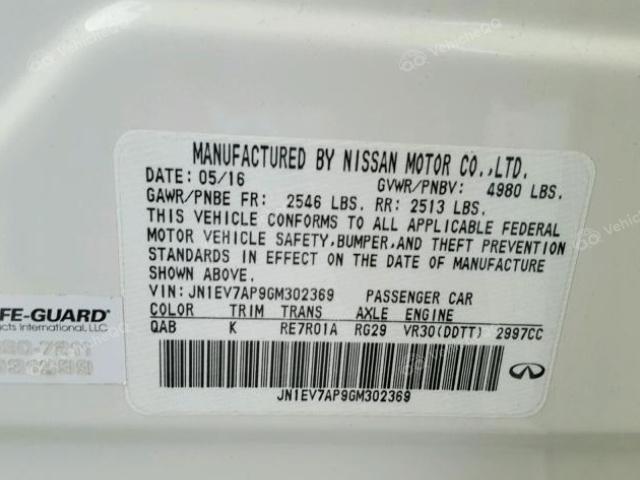 VehicleQQ
MANUFACTURED BY NISSAN MOTOR CO.,LTD.
DATE: 05/16 GVWR/PNBV: 4980 LBS.
GAWR/PNBE FR: 2546 LBS. RR: 2513 LBS.
THIS VEHICLE CONFORMS TO ALL APPLICABLE FEDERAL
MOTOR VEHICLE SAFETY,BUMPER,AND THEFT PREVENTION
STANDARDS IN EFFECT ON THE DATE OF MANUFACTURE
SHOWN ABOVE.
VIN: JN1EV7AP9GM302369 PASSENGER CAR
COLOR TRIM TRANS AXLE ENGINE
QAB K RE7R01A RG29 VR30(DDTT) 2997CC
JN1EV7AP9GM302369
FE-GUARD
cts International, LLC